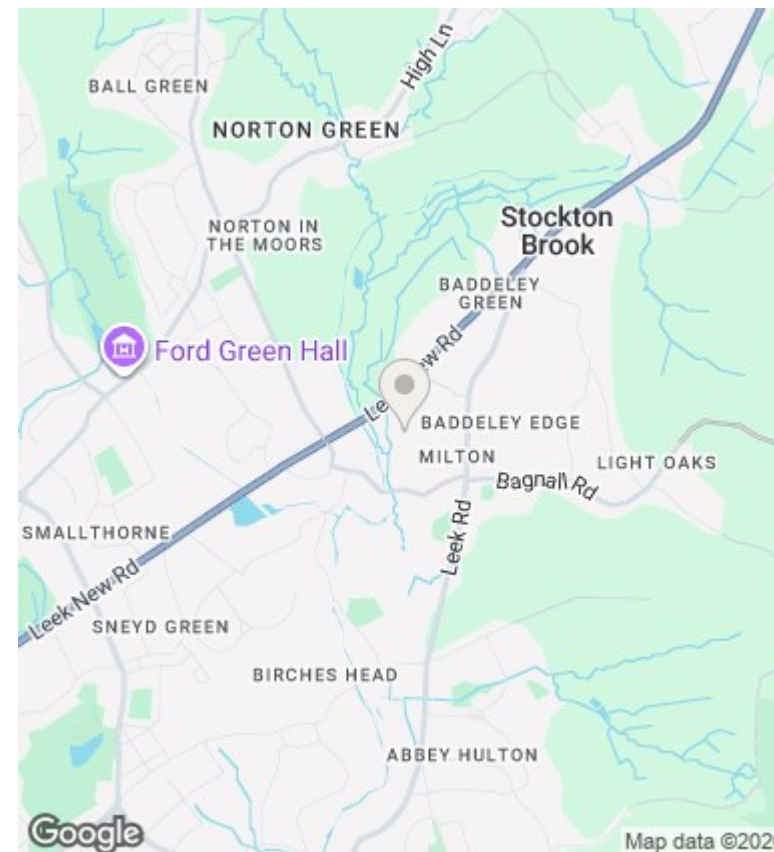 High Ln
BALL GREEN
NORTON GREEN
NORTON IN
THE MOORS
Stockton
Brook
BADDELEY
GREEN
Ford Green Hall
Leek New Rd
BADDELEY EDGE
MILTON
LIGHT OAKS
Bagnall Rd
SMALLTHORNE
Leek Rd
Leek New Rd
SNEYD GREEN
BIRCHES HEAD
ABBEY HULTON
Google
Map data ©202